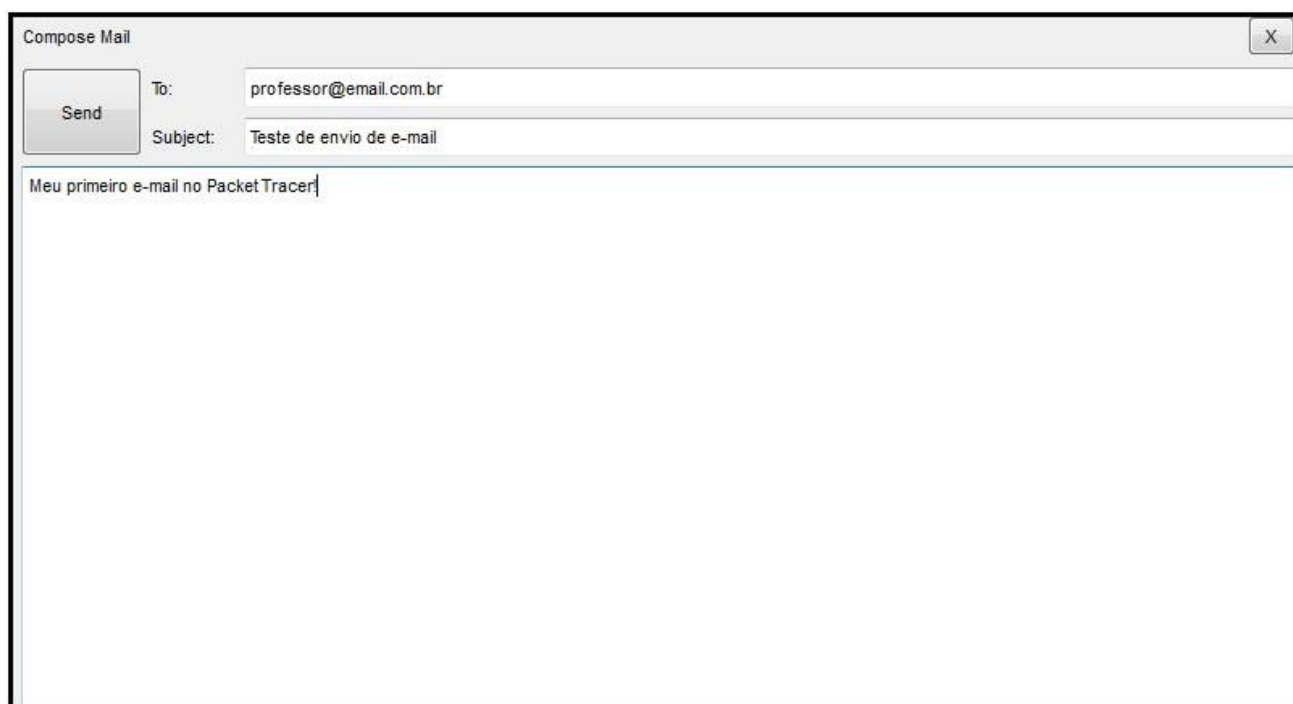 Compose Mail
X
Send
To: professor@email.com.br
Subject: Teste de envio de e-mail
Meu primeiro e-mail no Packet Tracer!